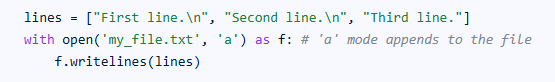 lines = ["First line.\n", "Second line.\n", "Third line."]
with open('my_file.txt', 'a') as f: # 'a' mode appends to the file
    f.writelines(lines)